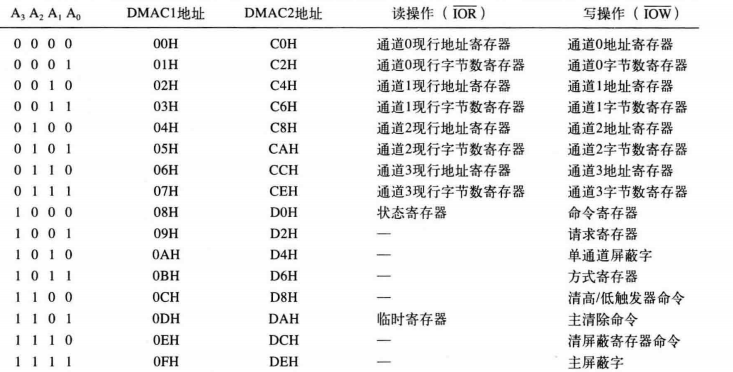 A₃ A₂ A₁ A₀ DMAC1地址 DMAC2地址 读操作（I̅O̅R̅） 写操作（I̅O̅W̅）
0 0 0 0 00H C0H 通道0现行地址寄存器 通道0地址寄存器
0 0 0 1 01H C2H 通道0现行字节数寄存器 通道0字节数寄存器
0 0 1 0 02H C4H 通道1现行地址寄存器 通道1地址寄存器
0 0 1 1 03H C6H 通道1现行字节数寄存器 通道1字节数寄存器
0 1 0 0 04H C8H 通道2现行地址寄存器 通道2地址寄存器
0 1 0 1 05H CAH 通道2现行字节数寄存器 通道2字节数寄存器
0 1 1 0 06H CCH 通道3现行地址寄存器 通道3地址寄存器
0 1 1 1 07H CEH 通道3现行字节数寄存器 通道3字节数寄存器
1 0 0 0 08H D0H 状态寄存器 命令寄存器
1 0 0 1 09H D2H — 请求寄存器
1 0 1 0 0AH D4H — 单通道屏蔽字
1 0 1 1 0BH D6H — 方式寄存器
1 1 0 0 0CH D8H — 清高/低触发器命令
1 1 0 1 0DH DAH 临时寄存器 主清除命令
1 1 1 0 0EH DCH — 清屏蔽寄存器命令
1 1 1 1 0FH DEH — 主屏蔽字